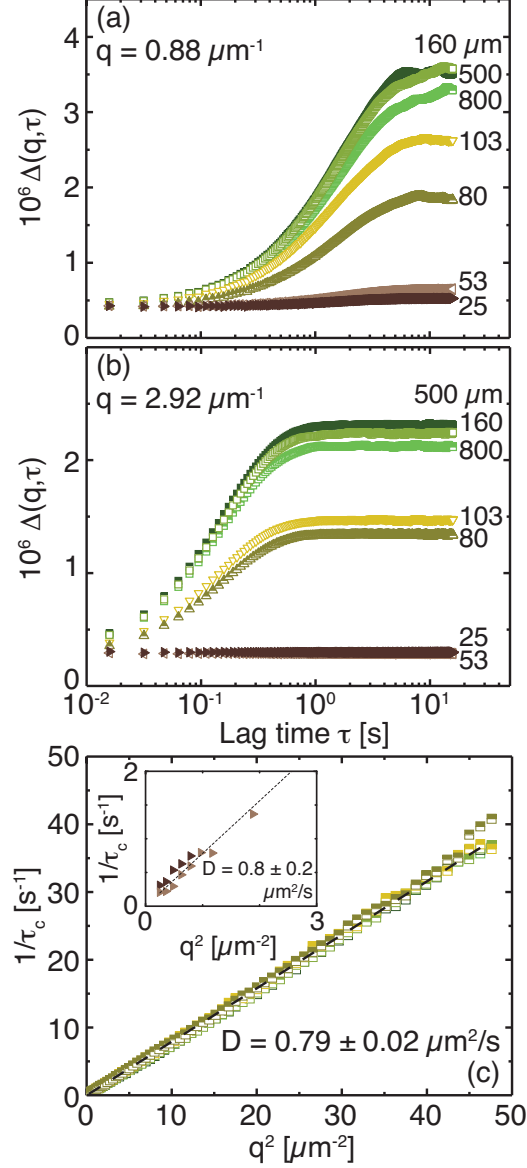 (a)
q = 0.88 μm⁻¹
160 μm
500
800
103
80
53
25
4
3
2
1
0
10⁶ Δ(q,τ)
(b)
q = 2.92 μm⁻¹
500 μm
160
800
103
80
25
53
2
1
0
10⁶ Δ(q,τ)
10⁻² 10⁻¹ 10⁰ 10¹
Lag time τ [s]
50
40
30
20
10
0
1/τc [s⁻¹]
2
0
1/τc [s⁻¹]
D = 0.8 ± 0.2
μm²/s
0 3
q² [μm⁻²]
D = 0.79 ± 0.02 μm²/s
(c)
0 10 20 30 40 50
q² [μm⁻²]